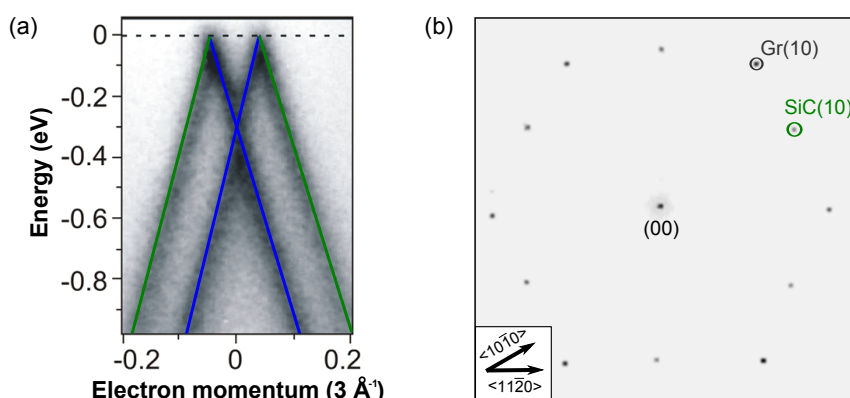 (a)
Energy (eV)
0
-0.2
-0.4
-0.6
-0.8
-0.2
0
0.2
Electron momentum (3 Å⁻¹)
(b)
Gr(10)
SiC(10)
(00)
<101̅0>
<112̅0>